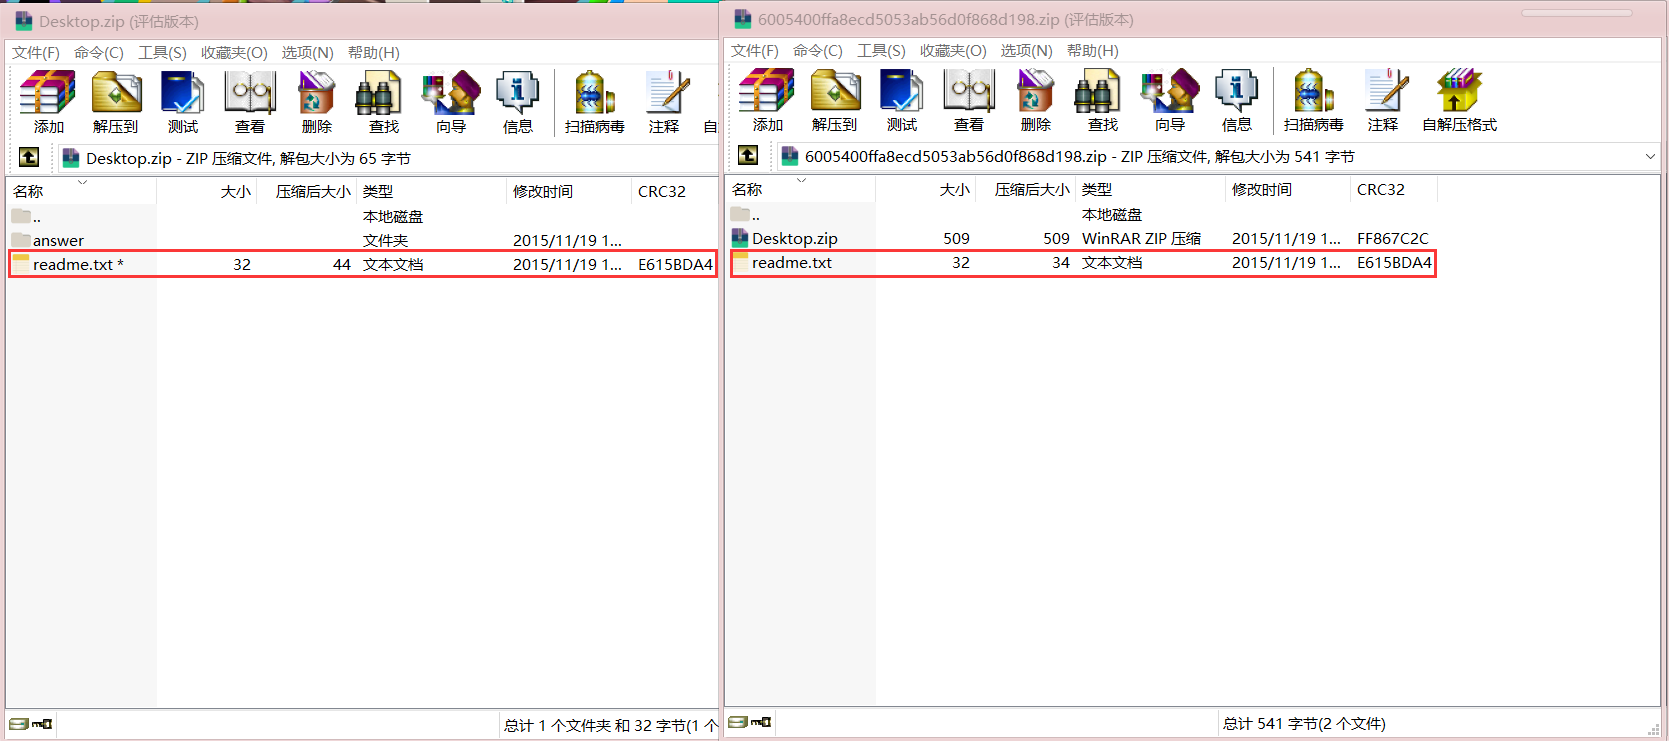 Desktop.zip (评估版本)
文件(F) 命令(C) 工具(S) 收藏夹(O) 选项(N) 帮助(H)
添加 解压到 测试 查看 删除 查找 向导 信息 扫描病毒 注释 自
Desktop.zip - ZIP 压缩文件, 解包大小为 65 字节
名称 大小 压缩后大小 类型 修改时间 CRC32
.. 本地磁盘
answer 文件夹 2015/11/19 1...
readme.txt * 32 44 文本文档 2015/11/19 1... E615BDA4
总计 1 个文件夹 和 32 字节(1 个
6005400ffa8ecd5053ab56d0f868d198.zip (评估版本)
文件(F) 命令(C) 工具(S) 收藏夹(O) 选项(N) 帮助(H)
添加 解压到 测试 查看 删除 查找 向导 信息 扫描病毒 注释 自解压格式
6005400ffa8ecd5053ab56d0f868d198.zip - ZIP 压缩文件, 解包大小为 541 字节
名称 大小 压缩后大小 类型 修改时间 CRC32
.. 本地磁盘
Desktop.zip 509 509 WinRAR ZIP 压缩 2015/11/19 1... FF867C2C
readme.txt 32 34 文本文档 2015/11/19 1... E615BDA4
总计 541 字节(2 个文件)